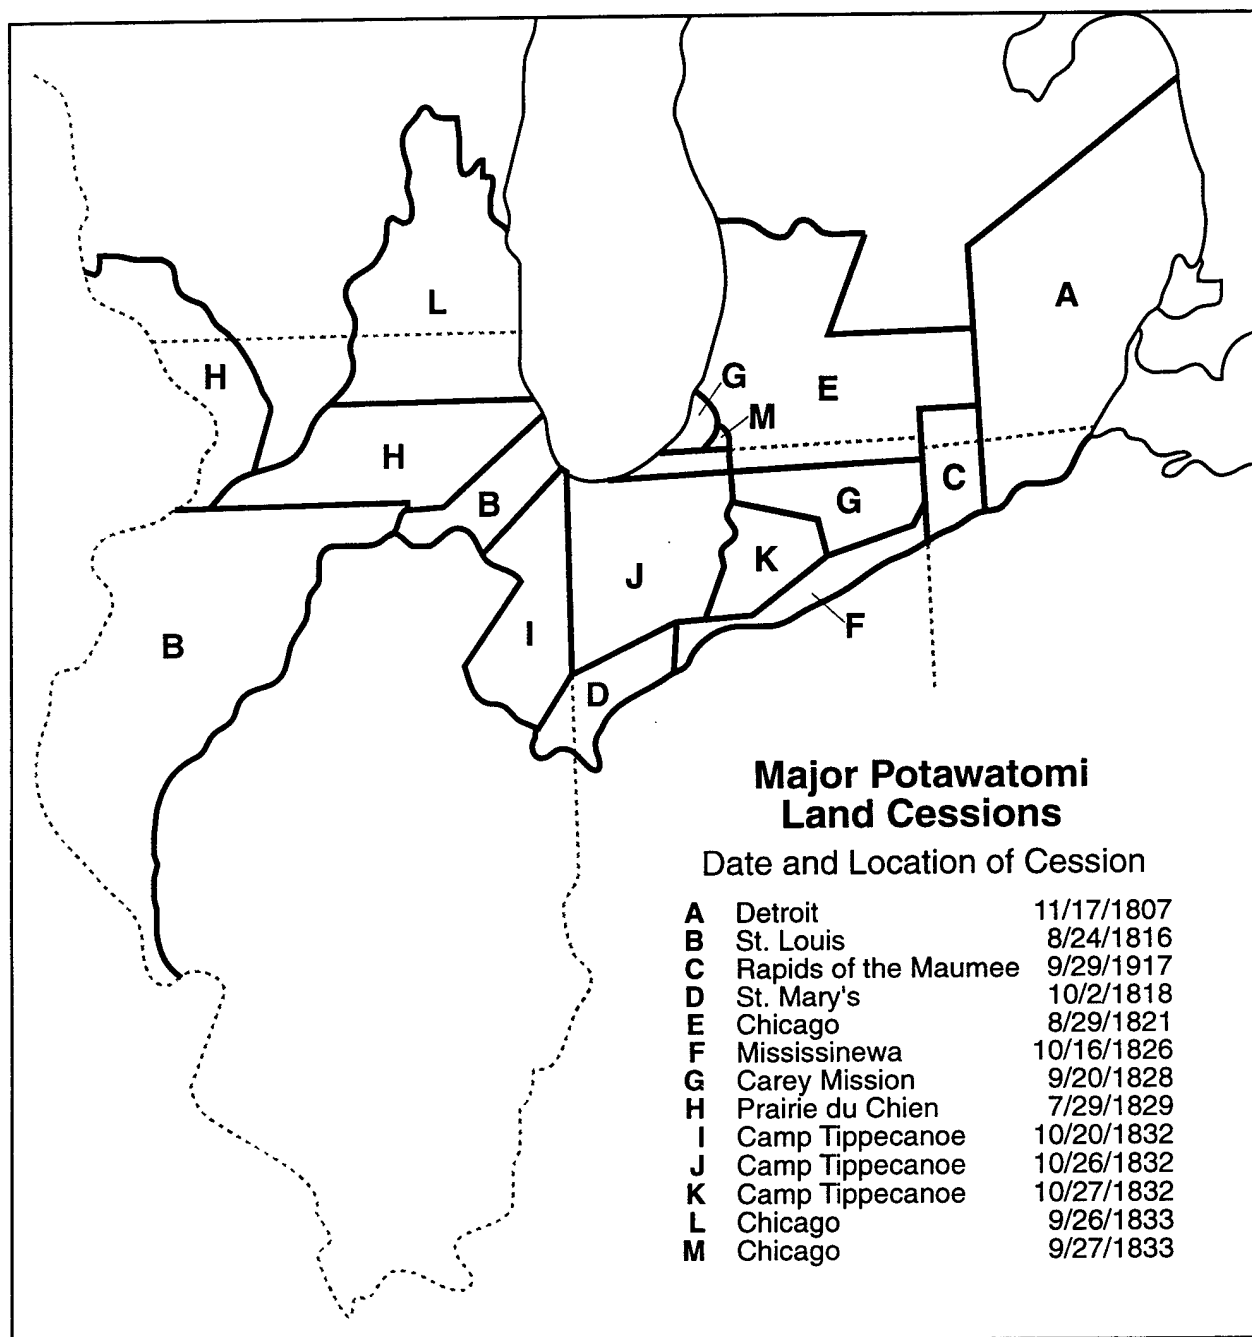 A
L
H
G
E
M
H
C
B
G
K
J
F
I
B
D
Major Potawatomi
Land Cessions
Date and Location of Cession
A Detroit 11/17/1807
B St. Louis 8/24/1816
C Rapids of the Maumee 9/29/1917
D St. Mary's 10/2/1818
E Chicago 8/29/1821
F Mississinewa 10/16/1826
G Carey Mission 9/20/1828
H Prairie du Chien 7/29/1829
I Camp Tippecanoe 10/20/1832
J Camp Tippecanoe 10/26/1832
K Camp Tippecanoe 10/27/1832
L Chicago 9/26/1833
M Chicago 9/27/1833